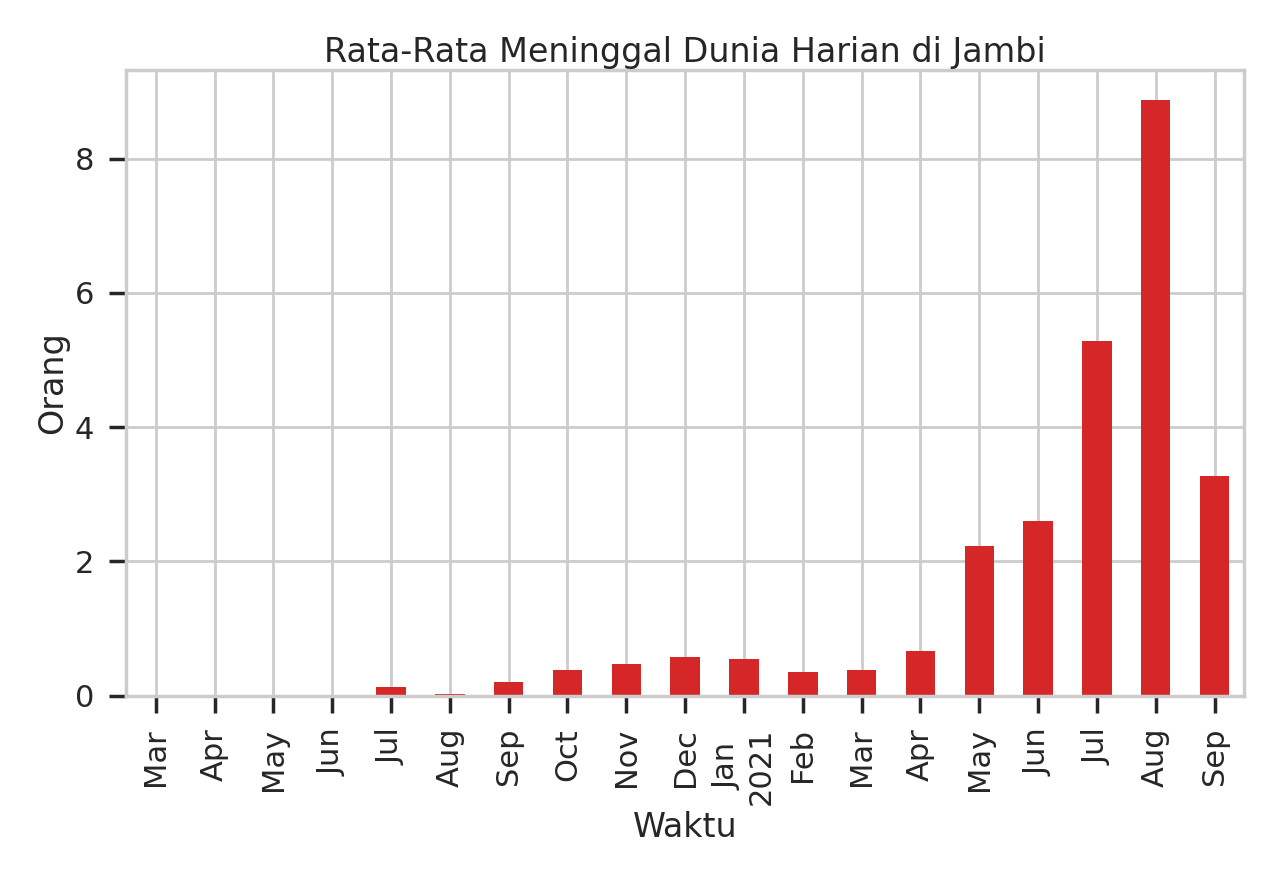 Rata-Rata Meninggal Dunia Harian di Jambi
8
6
4
2
0
Orang
Mar
Apr
May
Jun
Jul
Aug
Sep
Oct
Nov
Dec
Jan
2021
Feb
Mar
Apr
May
Jun
Jul
Aug
Sep
Waktu